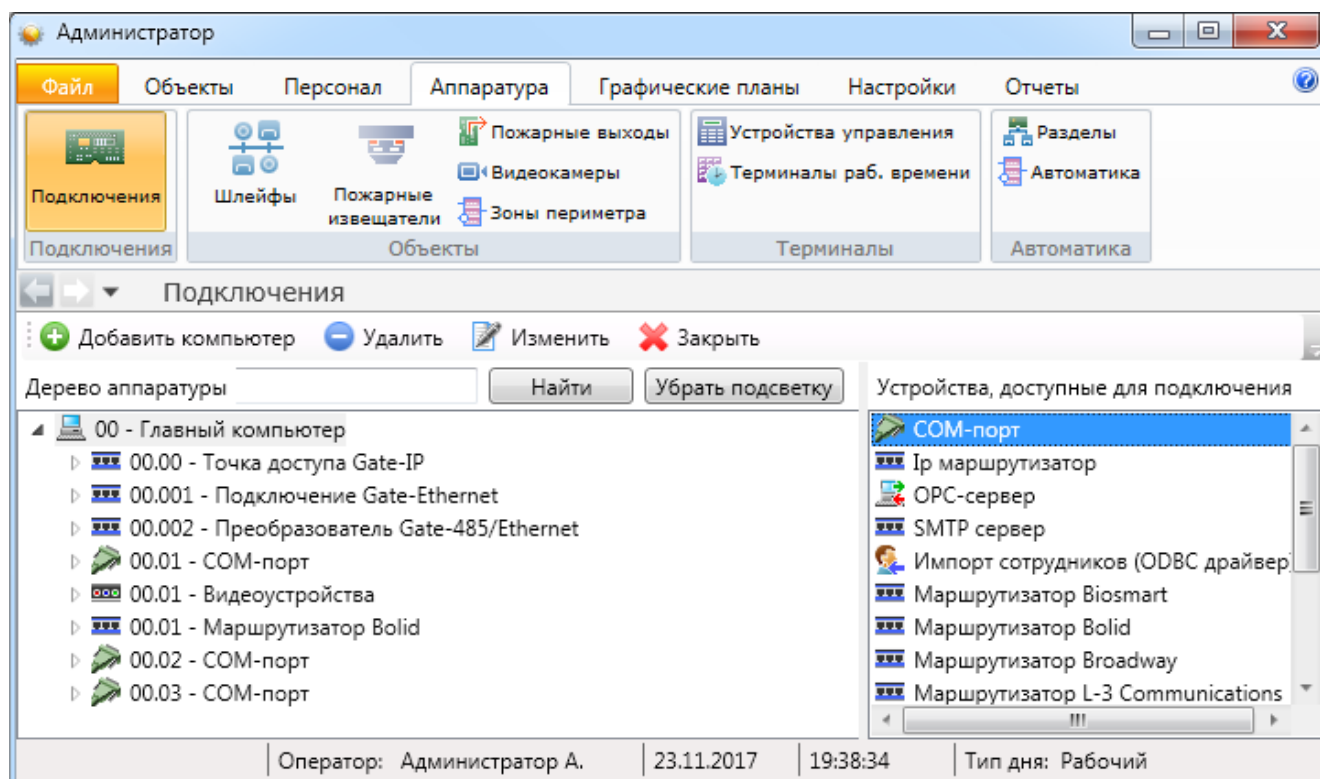 Администратор
Файл Объекты Персонал Аппаратура Графические планы Настройки Отчеты
Подключения
Шлейфы
Пожарные извещатели
Пожарные выходы
Видеокамеры
Зоны периметра
Устройства управления
Терминалы раб. времени
Разделы
Автоматика
Подключения Объекты Терминалы Автоматика
Подключения
Добавить компьютер Удалить Изменить Закрыть
Дерево аппаратуры Найти Убрать подсветку
00 - Главный компьютер
00.00 - Точка доступа Gate-IP
00.001 - Подключение Gate-Ethernet
00.002 - Преобразователь Gate-485/Ethernet
00.01 - COM-порт
00.01 - Видеоустройства
00.01 - Маршрутизатор Bolid
00.02 - COM-порт
00.03 - COM-порт
Устройства, доступные для подключения
COM-порт
Ip маршрутизатор
OPC-сервер
SMTP сервер
Импорт сотрудников (ODBC драйвер)
Маршрутизатор Biosmart
Маршрутизатор Bolid
Маршрутизатор Broadway
Маршрутизатор L-3 Communications
Оператор: Администратор А. 23.11.2017 19:38:34 Тип дня: Рабочий